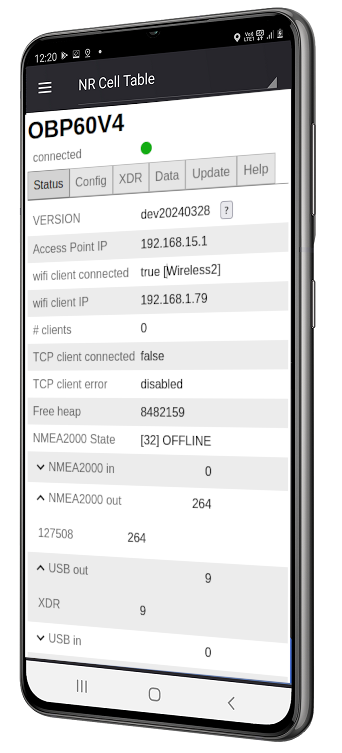 12:20
Vo) LTE1
NR Cell Table
OBP60V4
connected
Status Config XDR Data Update Help
VERSION dev20240328 ?
Access Point IP 192.168.15.1
wifi client connected true [Wireless2]
wifi client IP 192.168.1.79
# clients 0
TCP client connected false
TCP client error disabled
Free heap 8482159
NMEA2000 State [32] OFFLINE
NMEA2000 in 0
NMEA2000 out 264
127508 264
USB out 9
XDR 9
USB in 0